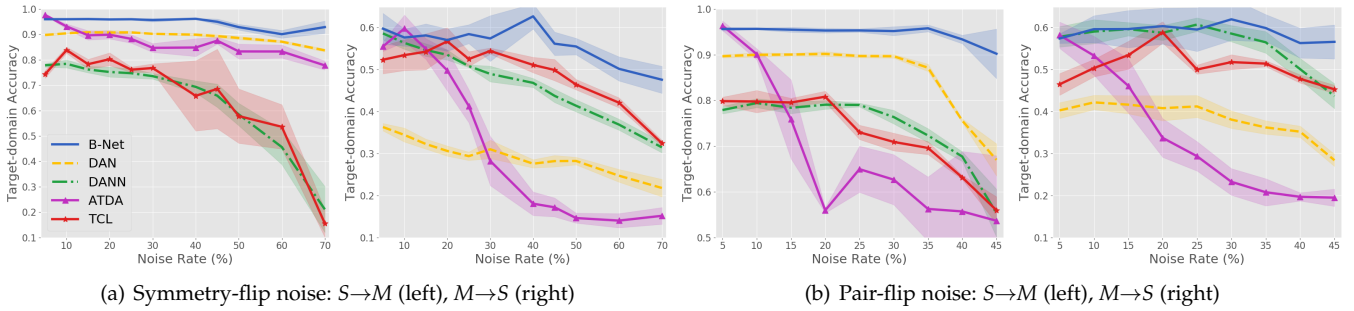 Target-domain Accuracy
1.0
0.9
0.8
0.7
0.6
0.5
0.4
0.3
0.2
0.1
B-Net
DAN
DANN
ATDA
TCL
10 20 30 40 50 60 70
Noise Rate (%)
Target-domain Accuracy
0.6
0.5
0.4
0.3
0.2
0.1
10 20 30 40 50 60 70
Noise Rate (%)
(a) Symmetry-flip noise: S→M (left), M→S (right)
Target-domain Accuracy
1.0
0.9
0.8
0.7
0.6
0.5
5 10 15 20 25 30 35 40 45
Noise Rate (%)
Target-domain Accuracy
0.6
0.5
0.4
0.3
0.2
0.1
5 10 15 20 25 30 35 40 45
Noise Rate (%)
(b) Pair-flip noise: S→M (left), M→S (right)